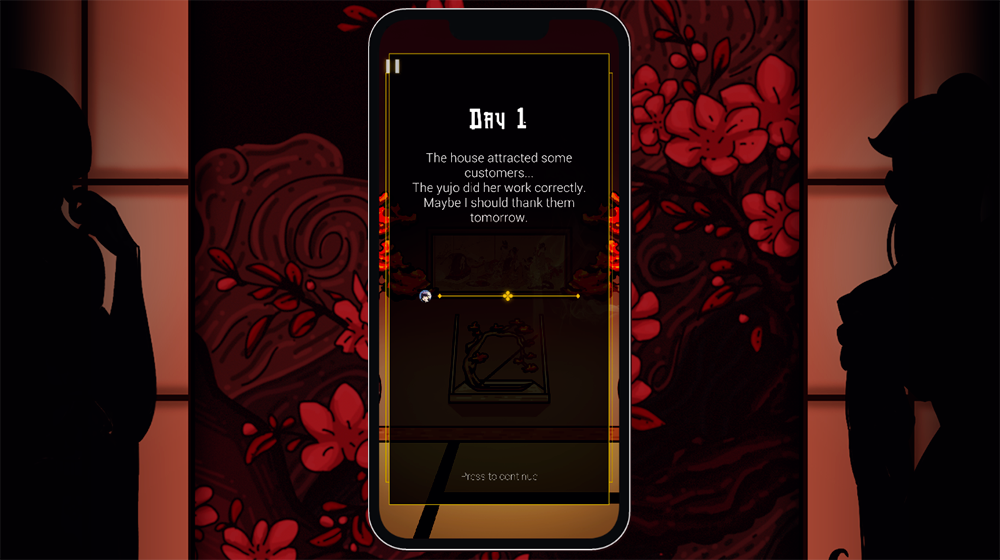 Day 1
The house attracted some
customers...
The yujo did her work correctly.
Maybe I should thank them
tomorrow.
Press to continue